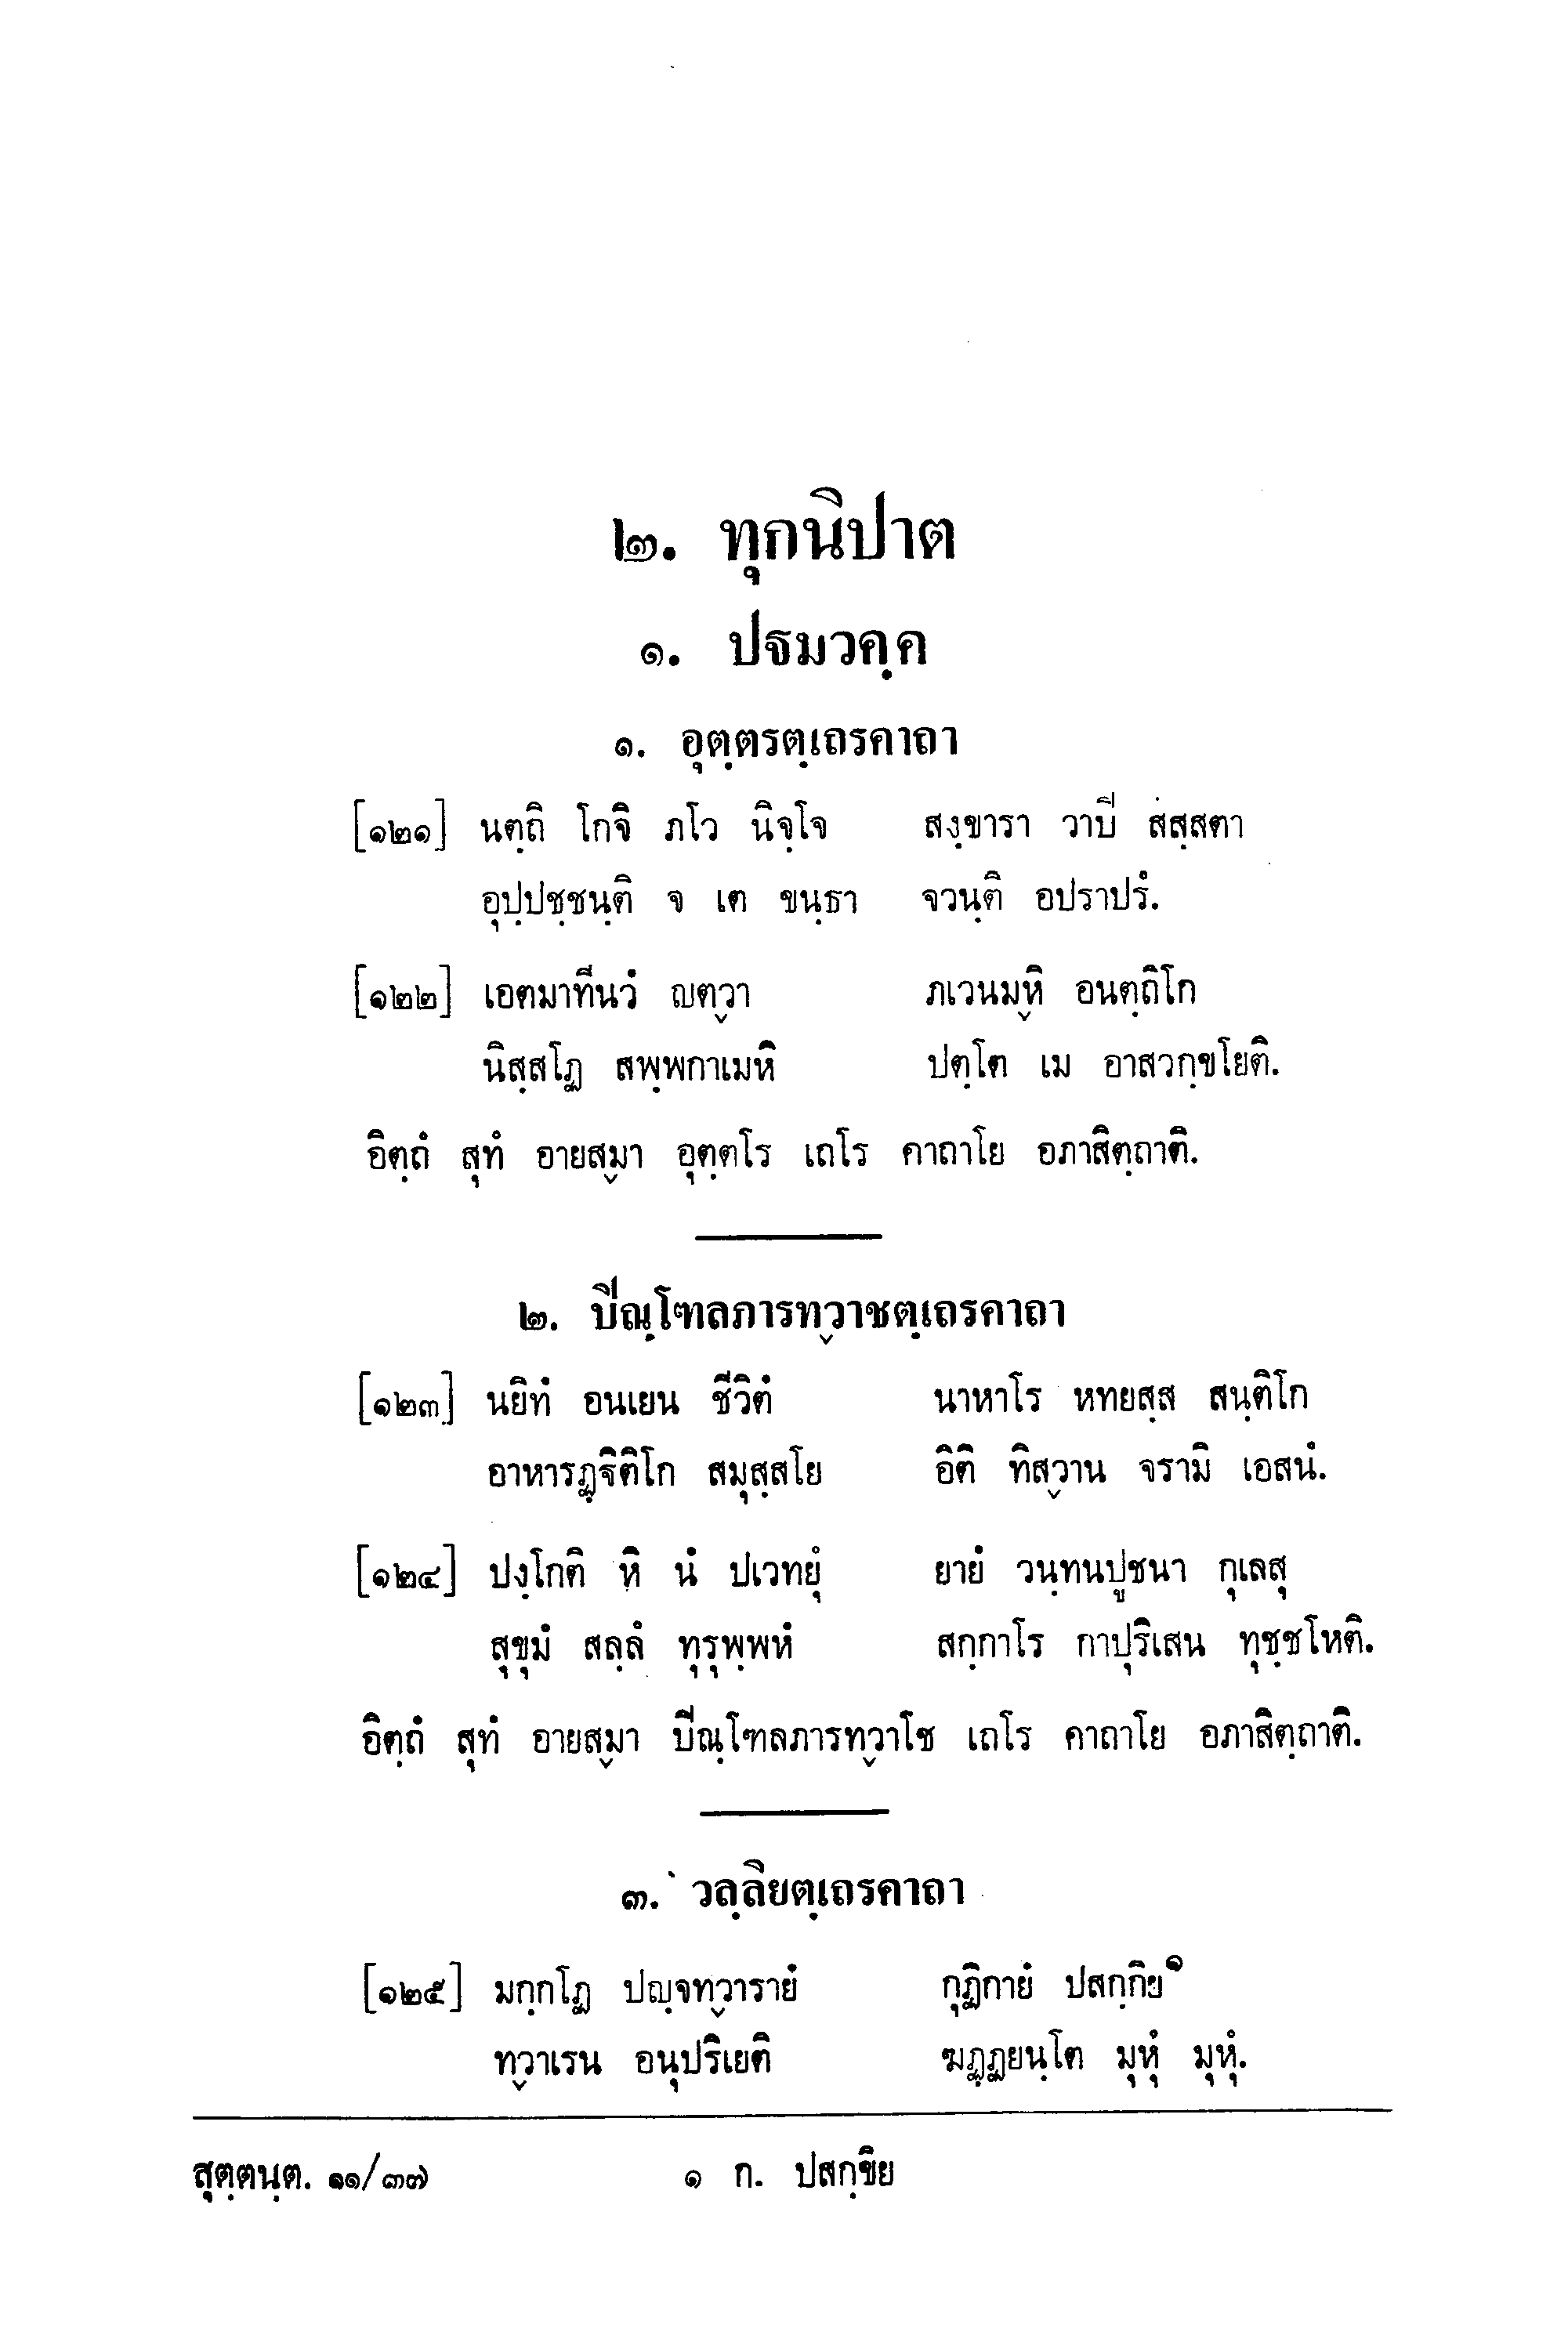 ๒. ทุกนิปาต
๑. ปฐมวคฺค
๑. อุตฺตรตฺเถรคาถา
[๑๒๑] นตฺถิ โกจิ ภโว นิจฺโจ สงฺขารา วาปิ สสฺสตา
อุปฺปชฺชนฺติ จ เต ขนฺธา จวนฺติ อปราปรํ.
[๑๒๒] เอตมาทีนวํ ญตฺวา ภเวนมฺหิ อนตฺถิโก
นิสฺสโฏ สพฺพกาเมหิ ปตฺโต เม อาสวกฺขโยติ.
อิตฺถํ สุทํ อายสฺมา อุตฺตโร เถโร คาถาโย อภาสิตฺถาติ.
๒. ปิณฺโฑลภารทฺวาชตฺเถรคาถา
[๑๒๓] นยิทํ อนเยน ชีวิตํ นาหาโร หทยสฺส สนฺติโก
อาหารฏฺฐิติโก สมุสฺสโย อิติ ทิสฺวาน จรามิ เอสนํ.
[๑๒๔] ปงฺโกติ หิ นํ ปเวทยุํ ยายํ วนฺทนปูชนา กุเลสุ
สุขุมํ สลฺลํ ทุรุพฺพหํ สกฺกาโร กาปุริเสน ทุชฺชโหติ.
อิตฺถํ สุทํ อายสฺมา ปิณฺโฑลภารทฺวาโช เถโร คาถาโย อภาสิตฺถาติ.
๓. วลฺลิยตฺเถรคาถา
[๑๒๕] มกฺกโฏ ปญฺจทฺวารายํ กุฏิกายํ ปสกฺกิย๑
ทฺวาเรน อนุปริเยติ ฆฏฺฏยนฺโต มุหุํ มุหุํ.
สุตฺตนฺต. ๑๑/๓๗ ๑ ก. ปสกฺขิย